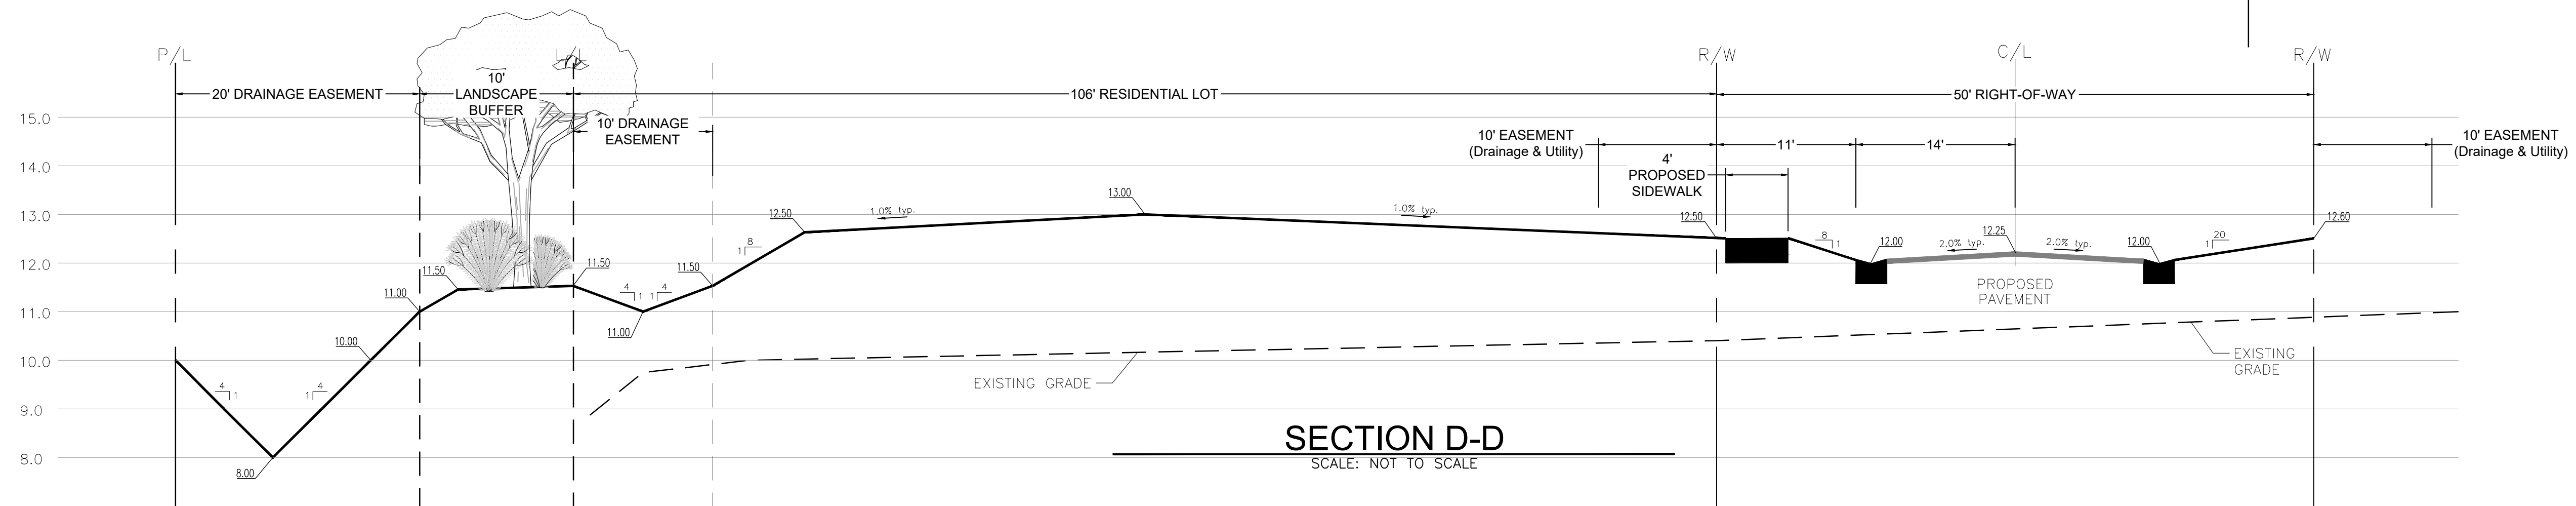 P/L
L/L
R/W
C/L
R/W
20' DRAINAGE EASEMENT
10'
LANDSCAPE
BUFFER
106' RESIDENTIAL LOT
50' RIGHT-OF-WAY
10' DRAINAGE
EASEMENT
10' EASEMENT
(Drainage & Utility)
11'
14'
10' EASEMENT
(Drainage & Utility)
4'
PROPOSED
SIDEWALK
15.0
14.0
13.0
12.0
11.0
10.0
9.0
8.0
10.00
8.00
11.00
11.50
11.50
11.00
11.50
12.50
13.00
12.50
12.00
12.25
12.00
12.60
1.0% typ.
1.0% typ.
2.0% typ.
2.0% typ.
4
1
4
1
4
1
4
1
8
1
8
1
20
1
PROPOSED
PAVEMENT
EXISTING GRADE
EXISTING
GRADE
SECTION D-D
SCALE: NOT TO SCALE